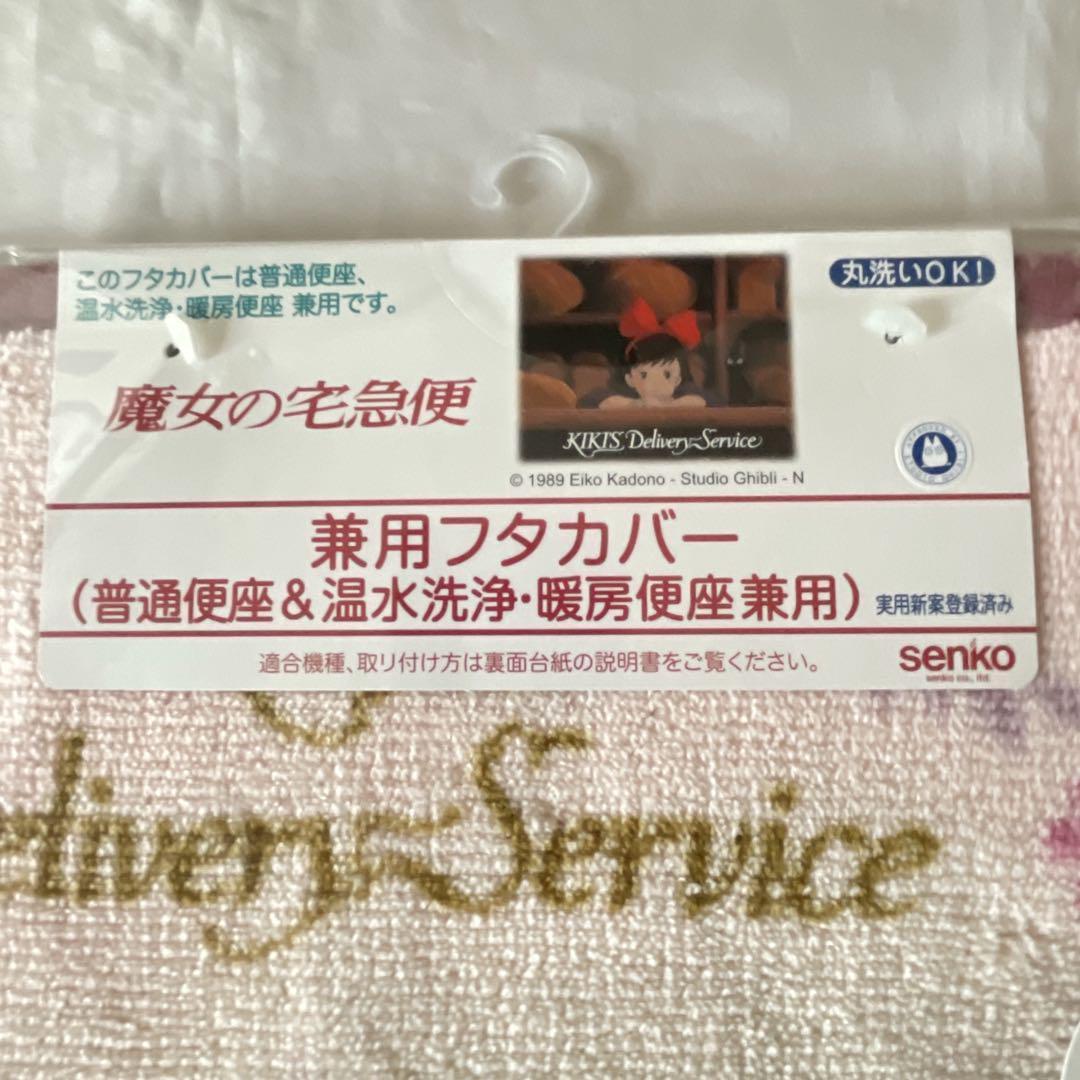 このフタカバーは普通便座、
温水洗浄・暖房便座 兼用です。
丸洗いOK!
魔女の宅急便
KIKI'S Delivery Service
© 1989 Eiko Kadono - Studio Ghibli - N
兼用フタカバー
(普通便座&温水洗浄・暖房便座兼用) 実用新案登録済み
適合機種、取り付け方は裏面台紙の説明書をご覧ください。
senko
senko co., ltd.
elivery Service